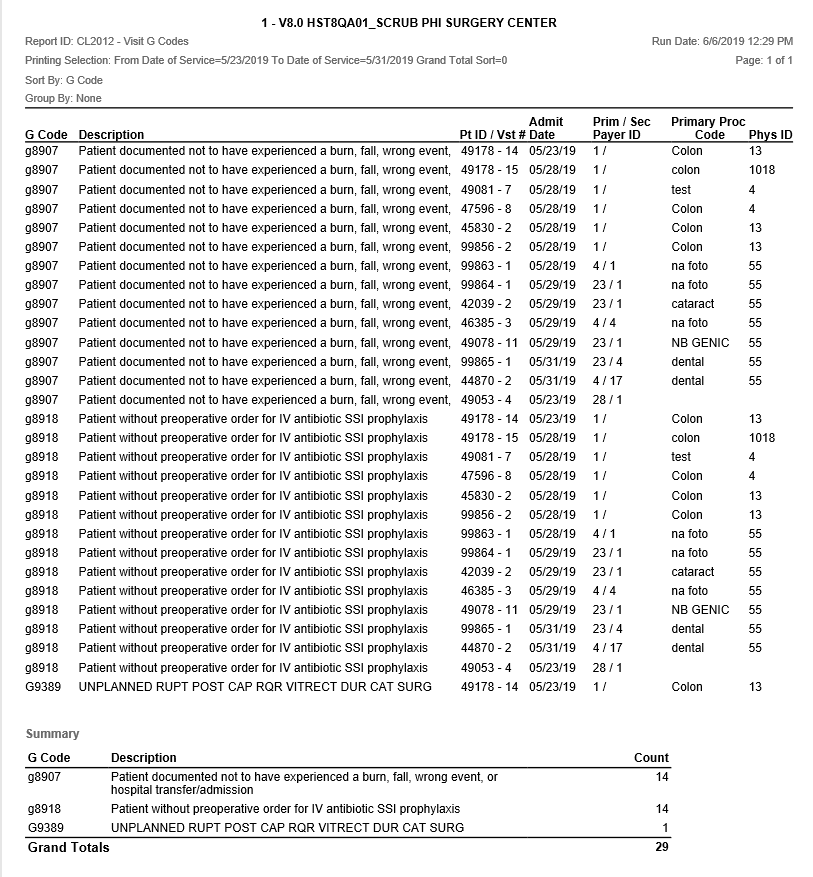 1 - V8.0 HST8QA01_SCRUB PHI SURGERY CENTER
Report ID: CL2012 - Visit G Codes Run Date: 6/6/2019 12:29 PM
Printing Selection: From Date of Service=5/23/2019 To Date of Service=5/31/2019 Grand Total Sort=0 Page: 1 of 1
Sort By: G Code
Group By: None
Admit Prim / Sec Primary Proc
G Code Description Pt ID / Vst # Date Payer ID Code Phys ID
g8907 Patient documented not to have experienced a burn, fall, wrong event, 49178 - 14 05/23/19 1 / Colon 13
g8907 Patient documented not to have experienced a burn, fall, wrong event, 49178 - 15 05/28/19 1 / colon 1018
g8907 Patient documented not to have experienced a burn, fall, wrong event, 49081 - 7 05/28/19 1 / test 4
g8907 Patient documented not to have experienced a burn, fall, wrong event, 47596 - 8 05/28/19 1 / Colon 4
g8907 Patient documented not to have experienced a burn, fall, wrong event, 45830 - 2 05/28/19 1 / Colon 13
g8907 Patient documented not to have experienced a burn, fall, wrong event, 99856 - 2 05/28/19 1 / Colon 13
g8907 Patient documented not to have experienced a burn, fall, wrong event, 99863 - 1 05/28/19 4 / 1 na foto 55
g8907 Patient documented not to have experienced a burn, fall, wrong event, 99864 - 1 05/29/19 23 / 1 na foto 55
g8907 Patient documented not to have experienced a burn, fall, wrong event, 42039 - 2 05/29/19 23 / 1 cataract 55
g8907 Patient documented not to have experienced a burn, fall, wrong event, 46385 - 3 05/29/19 4 / 4 na foto 55
g8907 Patient documented not to have experienced a burn, fall, wrong event, 49078 - 11 05/29/19 23 / 1 NB GENIC 55
g8907 Patient documented not to have experienced a burn, fall, wrong event, 99865 - 1 05/31/19 23 / 4 dental 55
g8907 Patient documented not to have experienced a burn, fall, wrong event, 44870 - 2 05/31/19 4 / 17 dental 55
g8907 Patient documented not to have experienced a burn, fall, wrong event, 49053 - 4 05/23/19 28 / 1
g8918 Patient without preoperative order for IV antibiotic SSI prophylaxis 49178 - 14 05/23/19 1 / Colon 13
g8918 Patient without preoperative order for IV antibiotic SSI prophylaxis 49178 - 15 05/28/19 1 / colon 1018
g8918 Patient without preoperative order for IV antibiotic SSI prophylaxis 49081 - 7 05/28/19 1 / test 4
g8918 Patient without preoperative order for IV antibiotic SSI prophylaxis 47596 - 8 05/28/19 1 / Colon 4
g8918 Patient without preoperative order for IV antibiotic SSI prophylaxis 45830 - 2 05/28/19 1 / Colon 13
g8918 Patient without preoperative order for IV antibiotic SSI prophylaxis 99856 - 2 05/28/19 1 / Colon 13
g8918 Patient without preoperative order for IV antibiotic SSI prophylaxis 99863 - 1 05/28/19 4 / 1 na foto 55
g8918 Patient without preoperative order for IV antibiotic SSI prophylaxis 99864 - 1 05/29/19 23 / 1 na foto 55
g8918 Patient without preoperative order for IV antibiotic SSI prophylaxis 42039 - 2 05/29/19 23 / 1 cataract 55
g8918 Patient without preoperative order for IV antibiotic SSI prophylaxis 46385 - 3 05/29/19 4 / 4 na foto 55
g8918 Patient without preoperative order for IV antibiotic SSI prophylaxis 49078 - 11 05/29/19 23 / 1 NB GENIC 55
g8918 Patient without preoperative order for IV antibiotic SSI prophylaxis 99865 - 1 05/31/19 23 / 4 dental 55
g8918 Patient without preoperative order for IV antibiotic SSI prophylaxis 44870 - 2 05/31/19 4 / 17 dental 55
g8918 Patient without preoperative order for IV antibiotic SSI prophylaxis 49053 - 4 05/23/19 28 / 1
G9389 UNPLANNED RUPT POST CAP RQR VITRECT DUR CAT SURG 49178 - 14 05/23/19 1 / Colon 13
Summary
G Code Description Count
g8907 Patient documented not to have experienced a burn, fall, wrong event, or 14
hospital transfer/admission
g8918 Patient without preoperative order for IV antibiotic SSI prophylaxis 14
G9389 UNPLANNED RUPT POST CAP RQR VITRECT DUR CAT SURG 1
Grand Totals 29